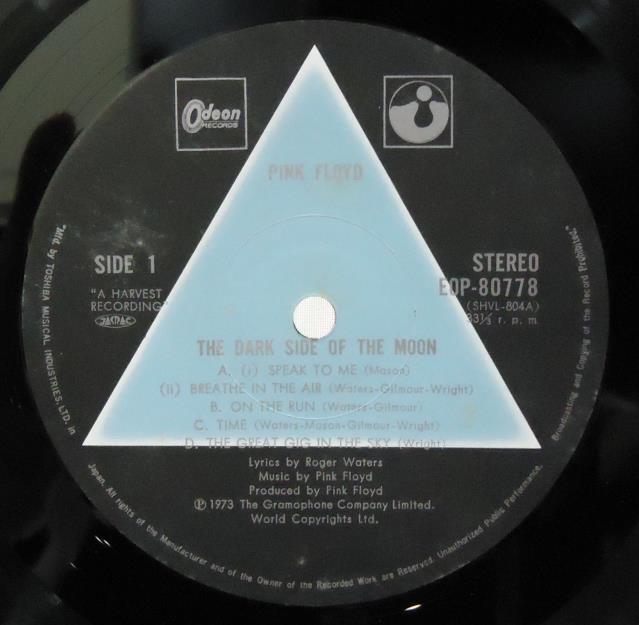 Odeon
RECORDS
PINK FLOYD
SIDE 1
"A HARVEST
RECORDING"
JASRAC
STEREO
EOP-80778
(SHVL-804A)
33⅓ r. p. m.
THE DARK SIDE OF THE MOON
A. (i) SPEAK TO ME (Mason)
(ii) BREATHE IN THE AIR (Waters-Gilmour-Wright)
B. ON THE RUN (Waters-Gilmour)
C. TIME (Waters-Mason-Gilmour-Wright)
D. THE GREAT GIG IN THE SKY (Wright)
Lyrics by Roger Waters
Music by Pink Floyd
Produced by Pink Floyd
Ⓟ 1973 The Gramophone Company Limited.
World Copyrights Ltd.
"Mfd. by TOSHIBA MUSICAL INDUSTRIES, LTD. in Japan. All rights of the Manufacturer and of the Owner of the Recorded Work are Reserved. Unauthorized Public Performance, Broadcasting and Copying of the Record Prohibited"